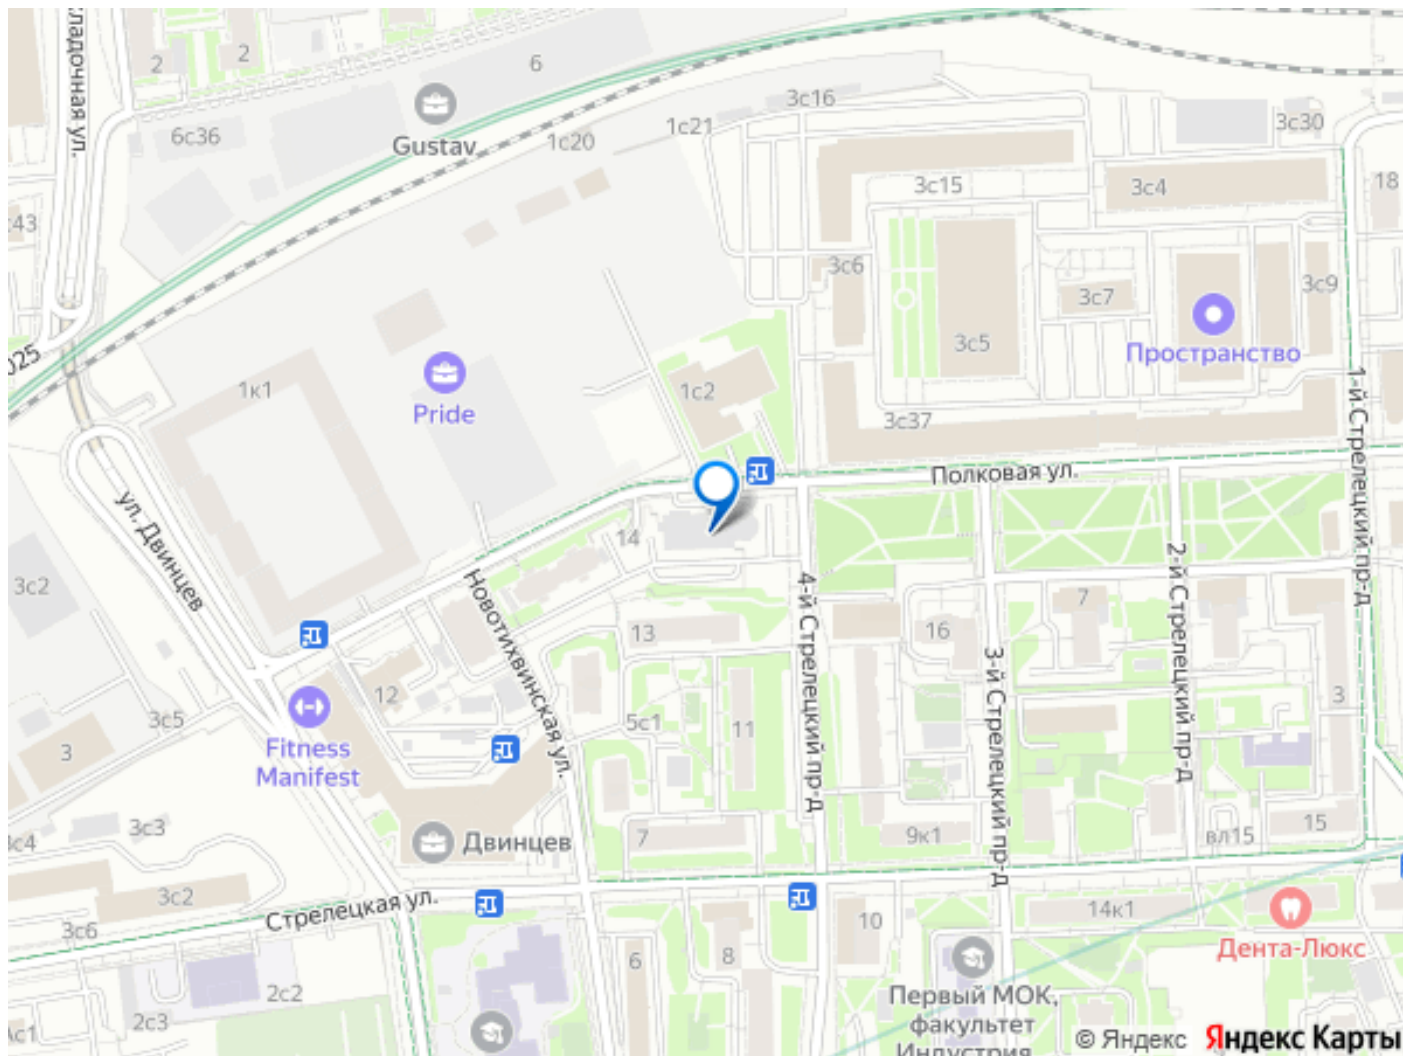 кладочная ул.
2
2
6
Gustav
6с36
1с20
1с21
3с16
3с15
3с30
3с4
18
с43
3с6
3с7
3с9
3с5
Пространство
025
1к1
Pride
1с2
3с37
1-й Стрелецкий пр-д
Полковая ул.
ул. Двинцев
14
Новотихвинская ул.
4-й Стрелецкий пр-д
3-й Стрелецкий пр-д
2-й Стрелецкий пр-д
3с2
7
13
16
12
3с5
3
Fitness
Manifest
5с1
11
3
3с3
3с4
Двинцев
7
9к1
вл15
15
3с2
Стрелецкая ул.
3с6
14к1
10
Дента-Люкс
8
6
2с2
2с3
Первый МОК,
факультет
Индустрия
с1
© Яндекс Яндекс Карты